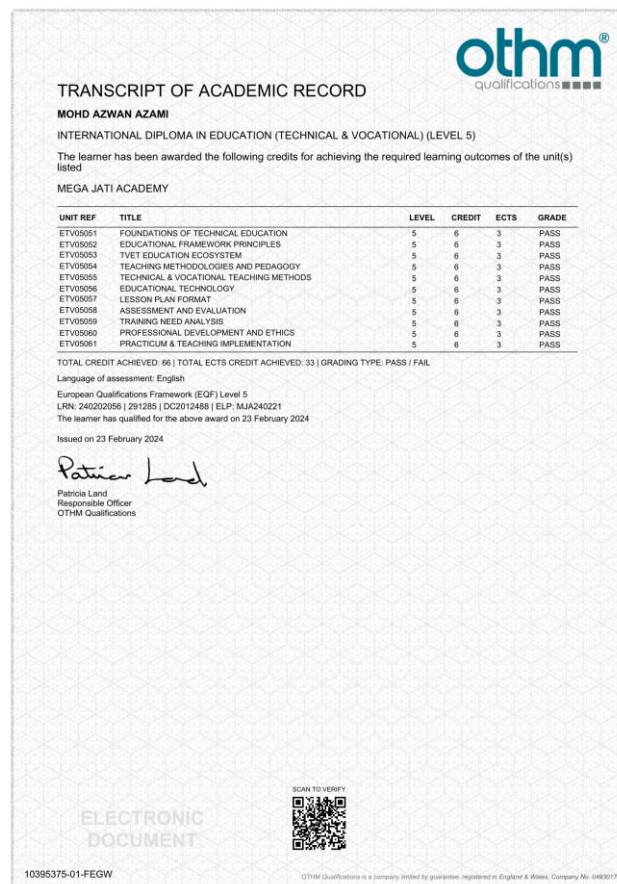 othm®
qualifications
TRANSCRIPT OF ACADEMIC RECORD
MOHD AZWAN AZAMI
INTERNATIONAL DIPLOMA IN EDUCATION (TECHNICAL & VOCATIONAL) (LEVEL 5)
The learner has been awarded the following credits for achieving the required learning outcomes of the unit(s)
listed
MEGA JATI ACADEMY
UNIT REF TITLE LEVEL CREDIT ECTS GRADE
ETV05051 FOUNDATIONS OF TECHNICAL EDUCATION 5 6 3 PASS
ETV05052 EDUCATIONAL FRAMEWORK PRINCIPLES 5 6 3 PASS
ETV05053 TVET EDUCATION ECOSYSTEM 5 6 3 PASS
ETV05054 TEACHING METHODOLOGIES AND PEDAGOGY 5 6 3 PASS
ETV05055 TECHNICAL & VOCATIONAL TEACHING METHODS 5 6 3 PASS
ETV05056 EDUCATIONAL TECHNOLOGY 5 6 3 PASS
ETV05057 LESSON PLAN FORMAT 5 6 3 PASS
ETV05058 ASSESSMENT AND EVALUATION 5 6 3 PASS
ETV05059 TRAINING NEED ANALYSIS 5 6 3 PASS
ETV05060 PROFESSIONAL DEVELOPMENT AND ETHICS 5 6 3 PASS
ETV05061 PRACTICUM & TEACHING IMPLEMENTATION 5 6 3 PASS
TOTAL CREDIT ACHIEVED: 66 | TOTAL ECTS CREDIT ACHIEVED: 33 | GRADING TYPE: PASS / FAIL
Language of assessment: English
European Qualifications Framework (EQF) Level 5
LRN: 240202056 | 291285 | DC2012488 | ELP: MJA240221
The learner has qualified for the above award on 23 February 2024
Issued on 23 February 2024
Patricia Land
Patricia Land
Responsible Officer
OTHM Qualifications
SCAN TO VERIFY
ELECTRONIC
DOCUMENT
10395375-01-FEGW
OTHM Qualifications is a company limited by guarantee, registered in England & Wales. Company No. 0493017